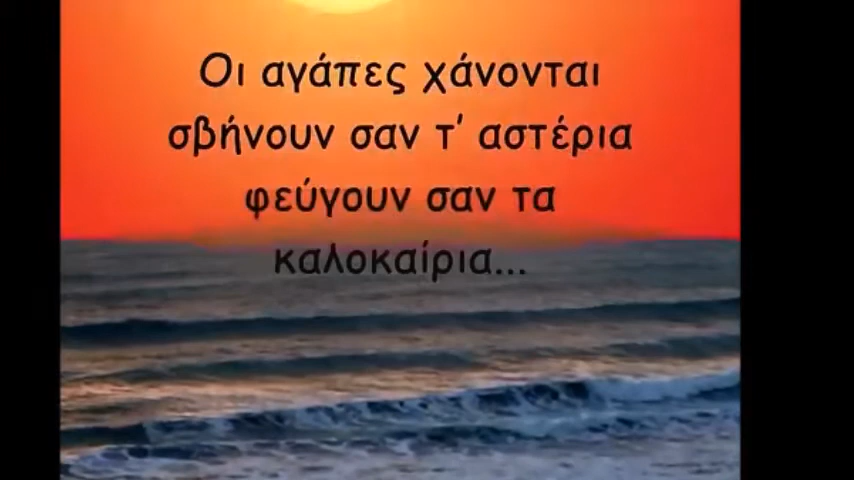 Οι αγάπες χάνονται
σβήνουν σαν τ' αστέρια
φεύγουν σαν τα
καλοκαίρια...